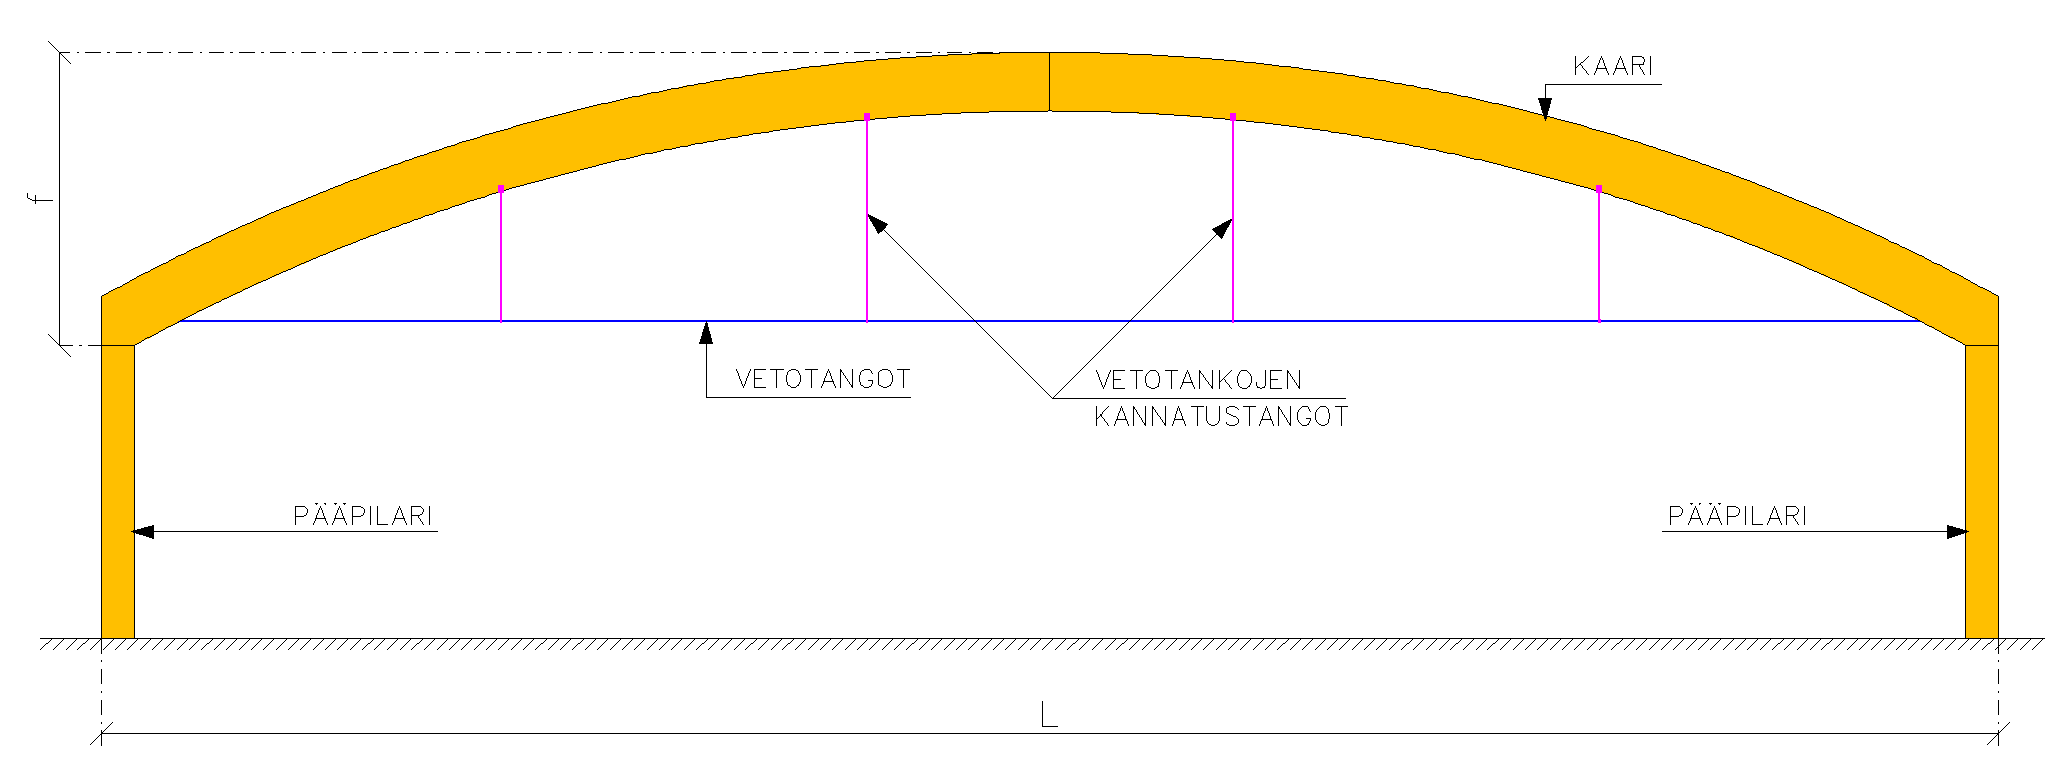 KAARI
f
VETOTANGOT
VETOTANKOJEN
KANNATUSTANGOT
PÄÄPILARI
PÄÄPILARI
L